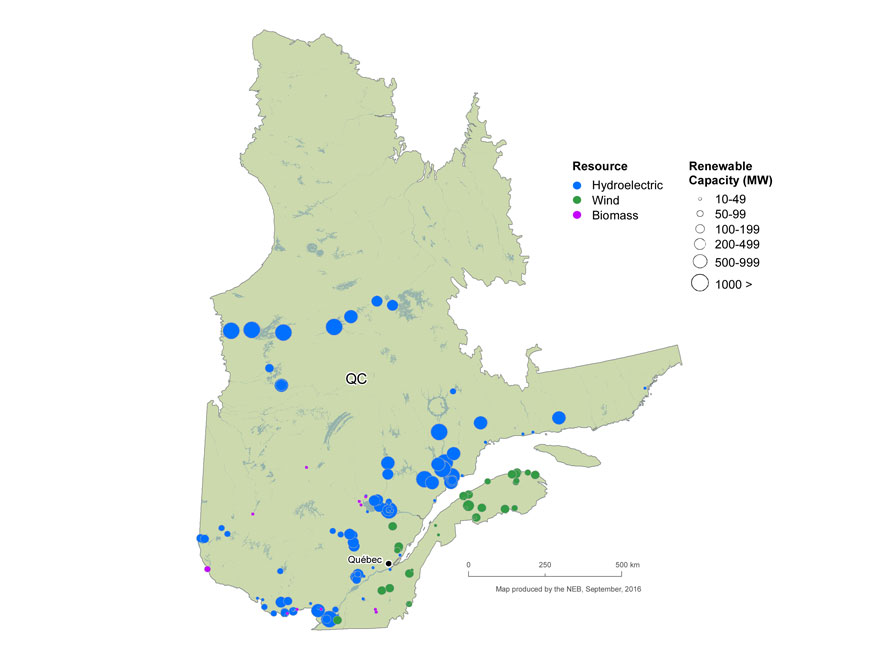 Resource
Hydroelectric
Wind
Biomass
Renewable
Capacity (MW)
10-49
50-99
100-199
200-499
500-999
1000 >
QC
Québec
0 250 500 km
Map produced by the NEB, September, 2016